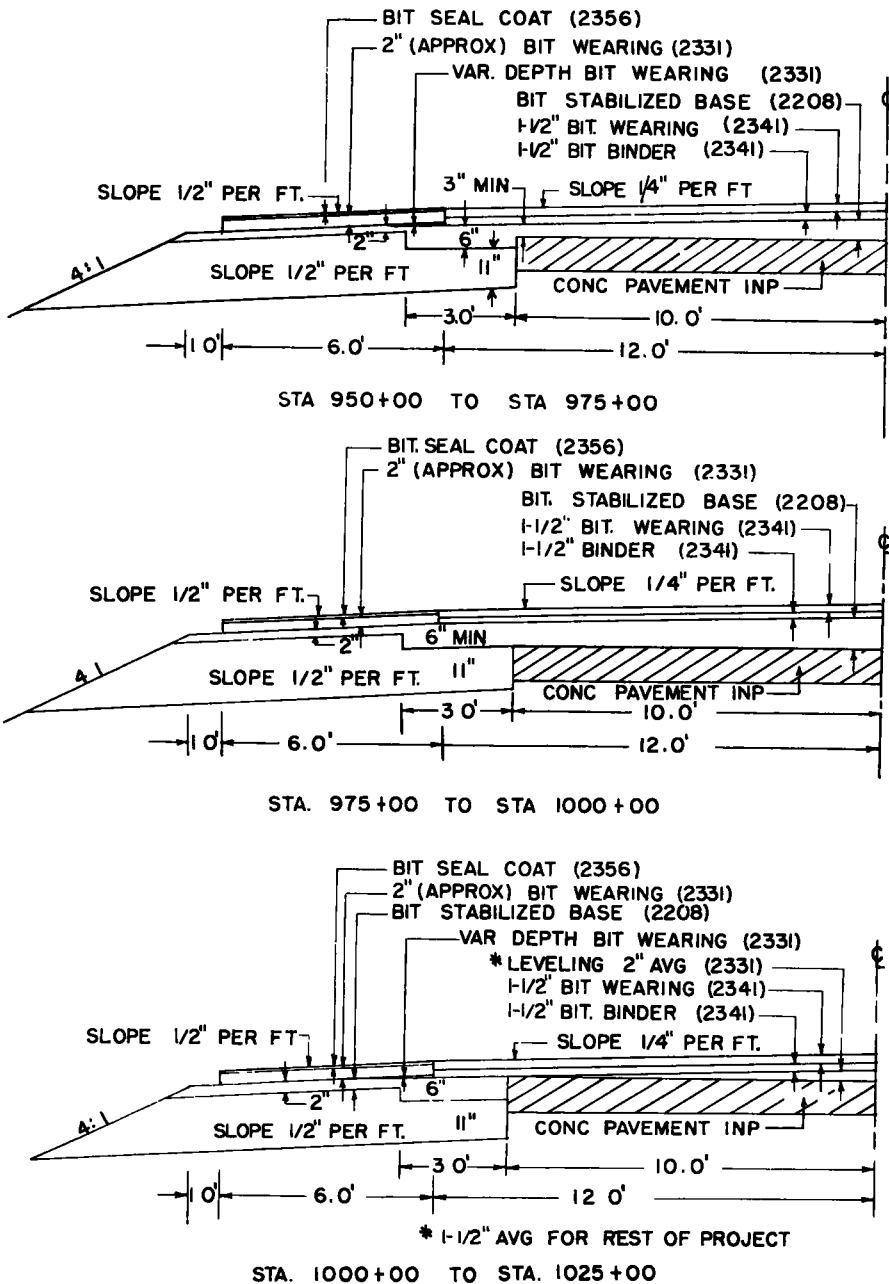 BIT SEAL COAT (2356)
2" (APPROX) BIT WEARING (2331)
VAR. DEPTH BIT WEARING (2331)
BIT STABILIZED BASE (2208)
1-1/2" BIT. WEARING (2341)
1-1/2" BIT BINDER (2341)
SLOPE 1/2" PER FT.
3" MIN
SLOPE 1/4" PER FT
℄
4:1
2"
6"
SLOPE 1/2" PER FT
11"
CONC PAVEMENT INP
3.0'
10.0'
1 0'
6.0'
12.0'
STA 950+00 TO STA 975+00
BIT. SEAL COAT (2356)
2" (APPROX) BIT WEARING (2331)
BIT. STABILIZED BASE (2208)
1-1/2" BIT. WEARING (2341)
1-1/2" BINDER (2341)
℄
SLOPE 1/2" PER FT.
SLOPE 1/4" PER FT.
4 1
2"
6" MIN
SLOPE 1/2" PER FT.
11"
CONC PAVEMENT INP
3 0'
10.0'
1 0'
6.0'
12.0'
STA. 975+00 TO STA 1000+00
BIT SEAL COAT (2356)
2" (APPROX) BIT WEARING (2331)
BIT STABILIZED BASE (2208)
VAR DEPTH BIT WEARING (2331)
* LEVELING 2" AVG (2331)
1-1/2" BIT WEARING (2341)
1-1/2" BIT. BINDER (2341)
℄
SLOPE 1/2" PER FT
SLOPE 1/4" PER FT.
4:1
2"
6"
SLOPE 1/2" PER FT.
11"
CONC PAVEMENT INP
3 0'
10.0'
1 0'
6.0'
12 0'
* 1-1/2" AVG FOR REST OF PROJECT
STA. 1000+00 TO STA. 1025+00